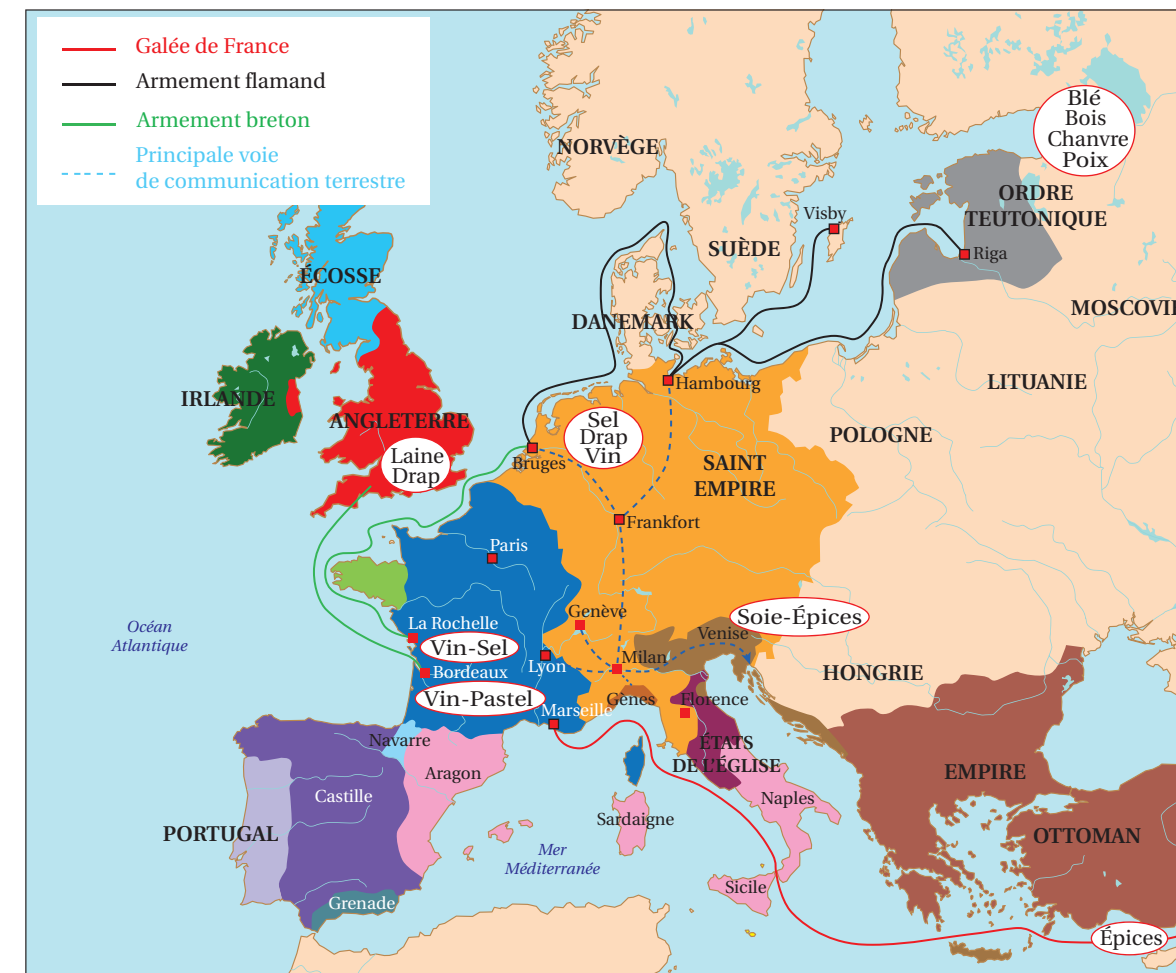 Galée de France
Armement flamand
Armement breton
Principale voie
de communication terrestre
Blé
Bois
Chanvre
Poix
NORVÈGE
ORDRE
TEUTONIQUE
Visby
SUÈDE
Riga
ÉCOSSE
MOSCOVIE
DANEMARK
Hambourg
LITUANIE
IRLANDE
ANGLETERRE
Sel
Drap
Vin
POLOGNE
Laine
Drap
Bruges
SAINT
EMPIRE
Frankfort
Paris
Océan
Atlantique
La Rochelle
Genève
Soie-Épices
Venise
Vin-Sel
Lyon
Milan
Bordeaux
HONGRIE
Vin-Pastel
Gênes
Florence
Marseille
Navarre
ÉTATS
DE L'ÉGLISE
Aragon
EMPIRE
Castille
Naples
Sardaigne
PORTUGAL
OTTOMAN
Mer
Méditerranée
Sicile
Grenade
Épices